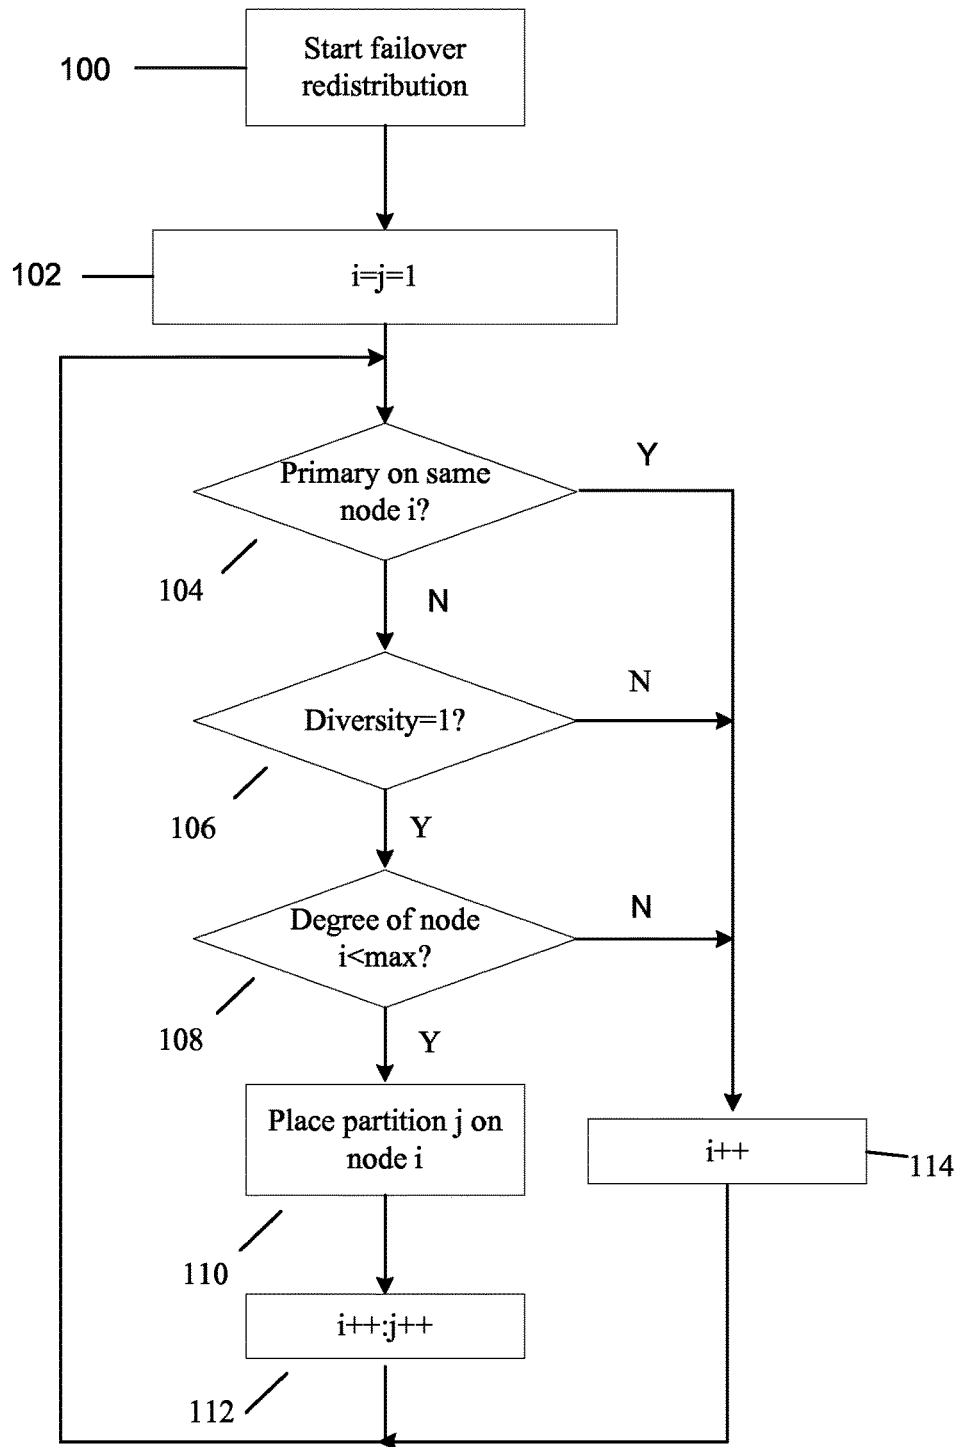 Start failover
redistribution
100
i=j=1
102
Primary on same
node i?
Y
104
N
Diversity=1?
N
106
Y
Degree of node
i<max?
N
108
Y
Place partition j on
node i
i++
114
110
i++:j++
112